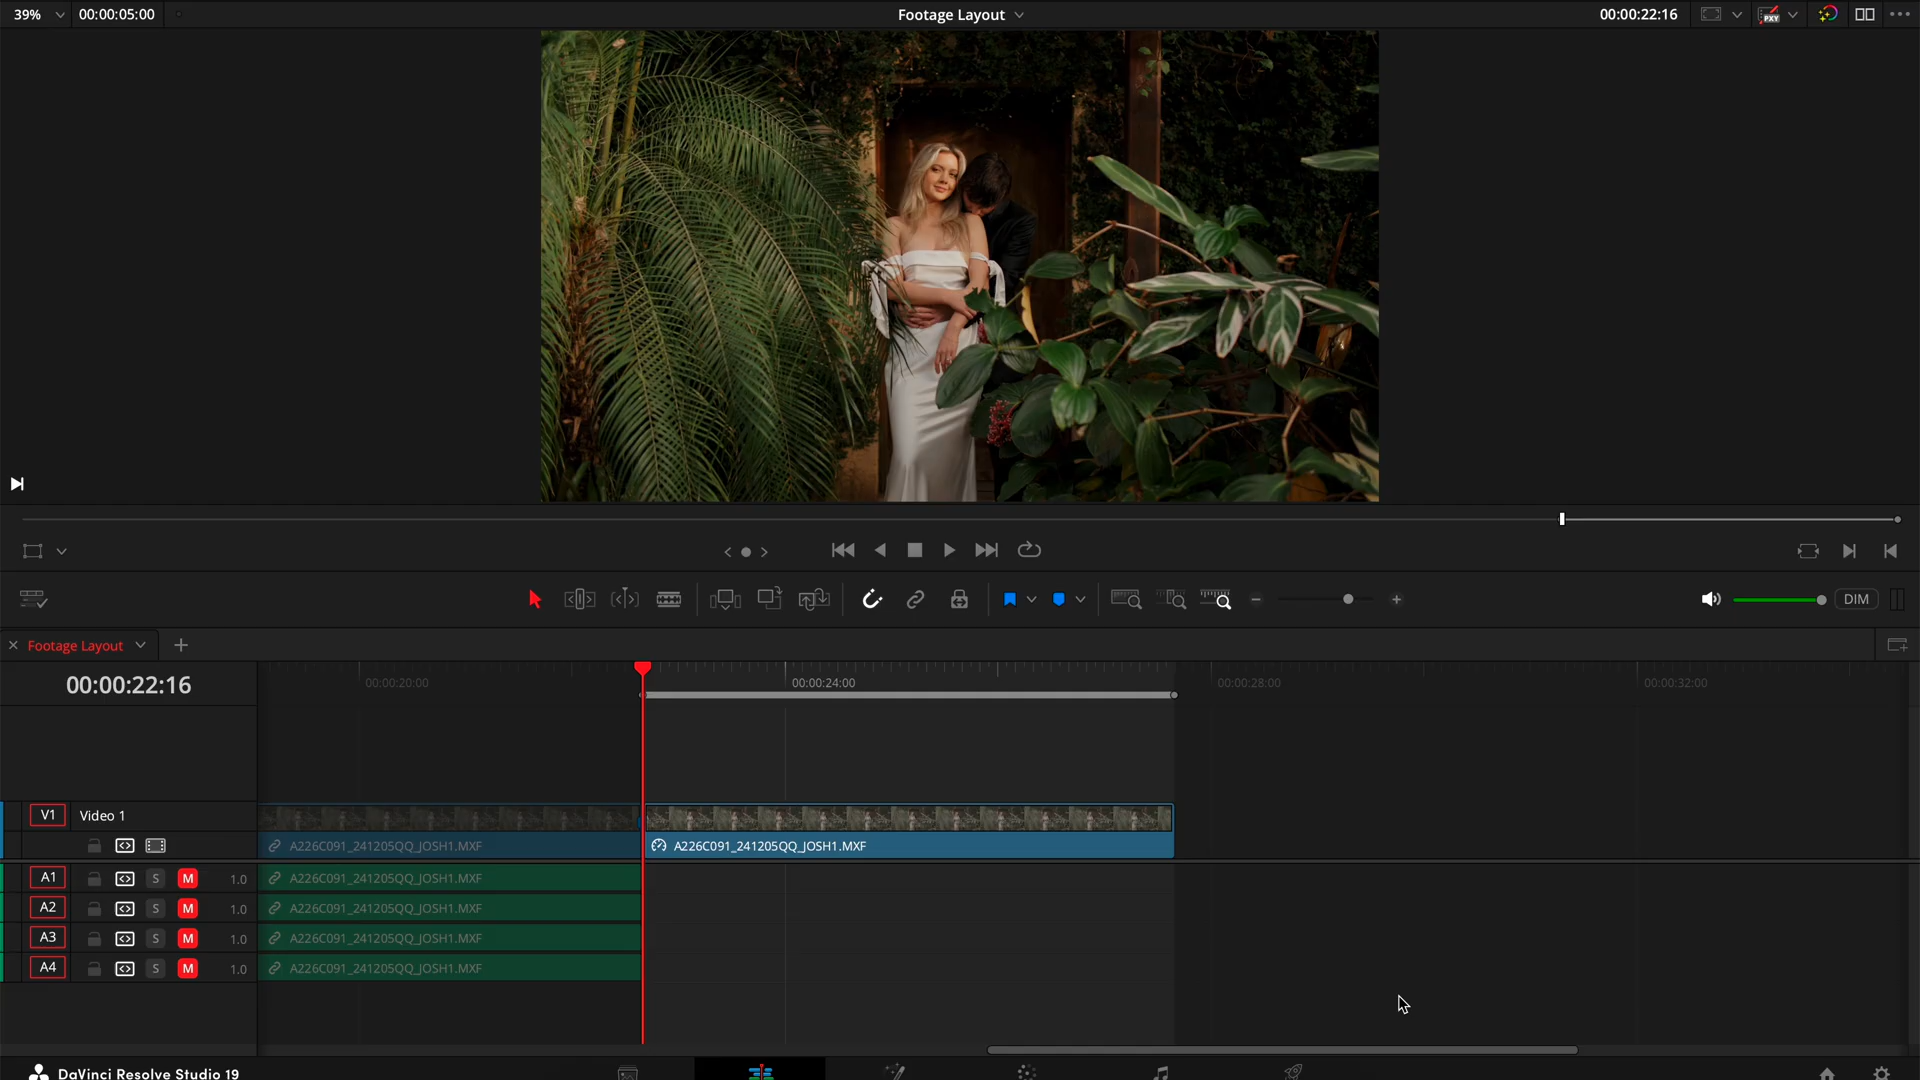 39% 00:00:05:00 Footage Layout 00:00:22:16 PXY
DIM
Footage Layout
00:00:22:16 00:00:20:00 00:00:24:00 00:00:28:00 00:00:32:00
V1 Video 1
A226C091_241205QQ_JOSH1.MXF A226C091_241205QQ_JOSH1.MXF
A1 S M 1.0 A226C091_241205QQ_JOSH1.MXF
A2 S M 1.0 A226C091_241205QQ_JOSH1.MXF
A3 S M 1.0 A226C091_241205QQ_JOSH1.MXF
A4 S M 1.0 A226C091_241205QQ_JOSH1.MXF
DaVinci Resolve Studio 19